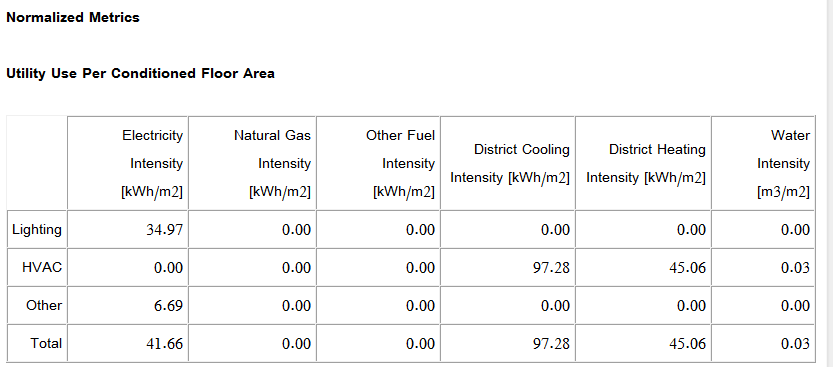 Normalized Metrics
Utility Use Per Conditioned Floor Area
Electricity Intensity [kWh/m2] Natural Gas Intensity [kWh/m2] Other Fuel Intensity [kWh/m2] District Cooling Intensity [kWh/m2] District Heating Intensity [kWh/m2] Water Intensity [m3/m2]
Lighting 34.97 0.00 0.00 0.00 0.00 0.00
HVAC 0.00 0.00 0.00 97.28 45.06 0.03
Other 6.69 0.00 0.00 0.00 0.00 0.00
Total 41.66 0.00 0.00 97.28 45.06 0.03